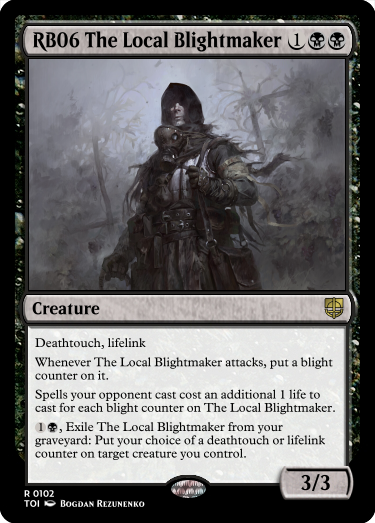 RB06 The Local Blightmaker 1
Creature
Deathtouch, lifelink
Whenever The Local Blightmaker attacks, put a blight
counter on it.
Spells your opponent cast cost an additional 1 life to
cast for each blight counter on The Local Blightmaker.
1, Exile The Local Blightmaker from your
graveyard: Put your choice of a deathtouch or lifelink
counter on target creature you control.
3/3
R 0102
TOI Bogdan Rezunenko